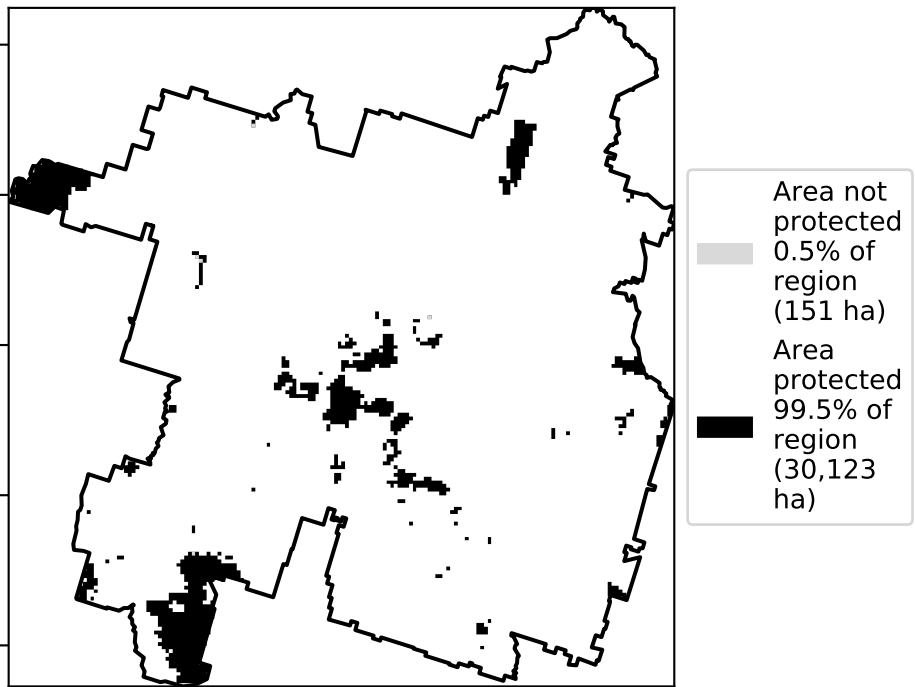 Area not
protected
0.5% of
region
(151 ha)
Area
protected
99.5% of
region
(30,123
ha)